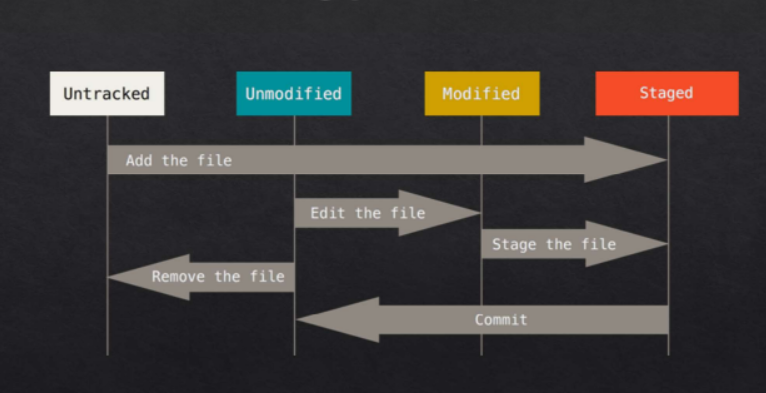 Untracked
Unmodified
Modified
Staged
Add the file
Edit the file
Stage the file
Remove the file
Commit